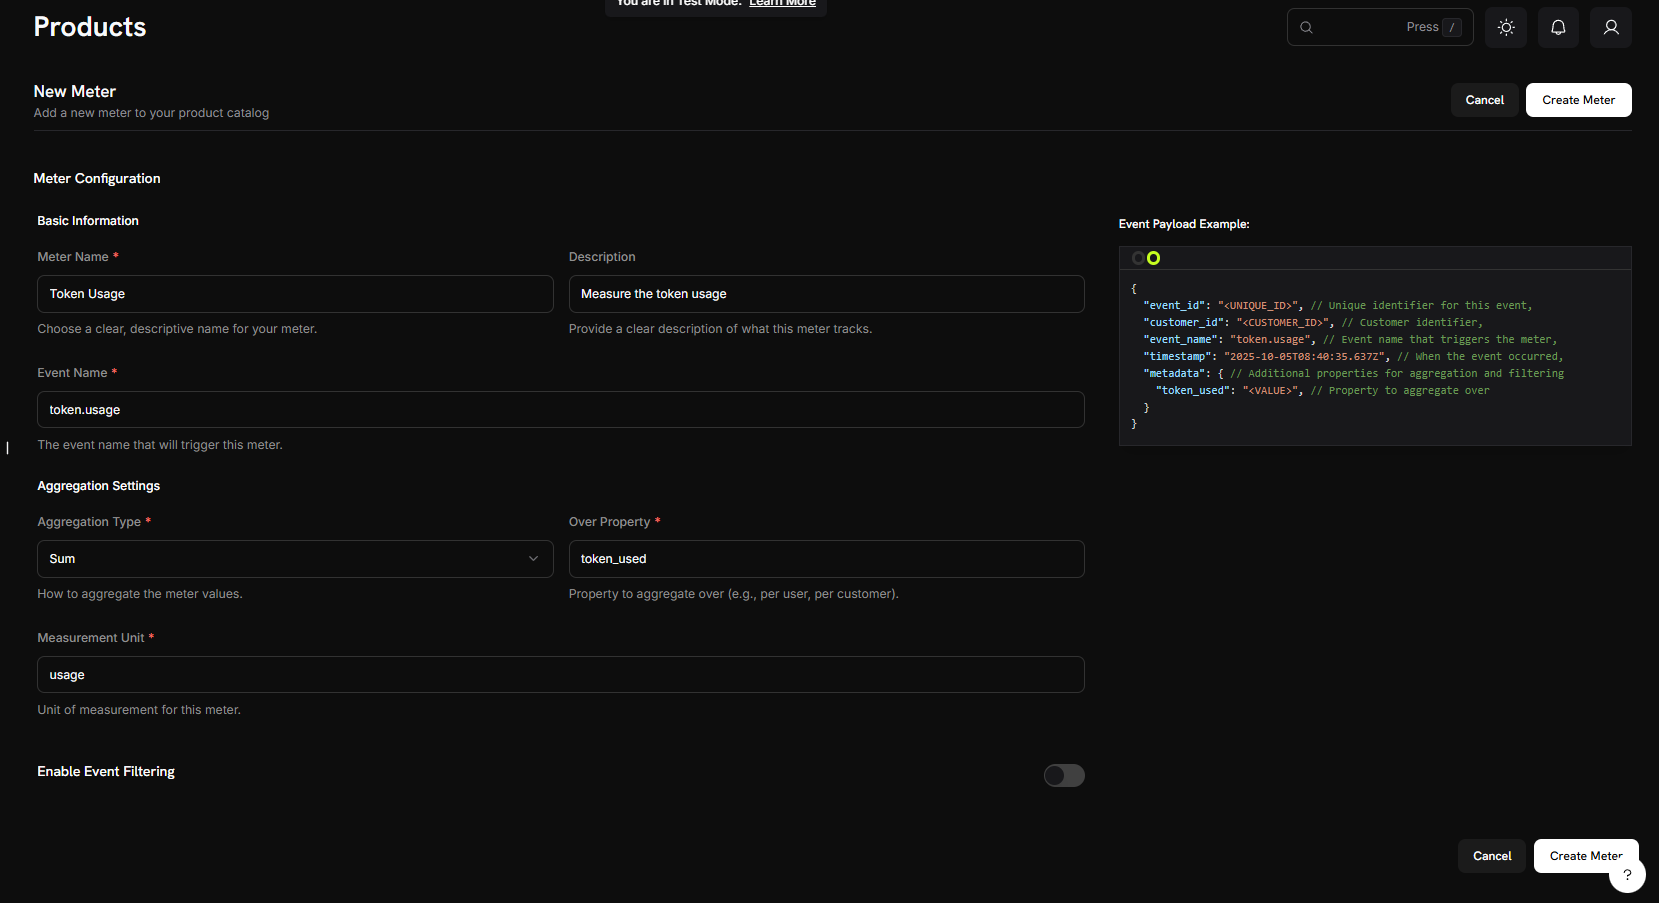 You are in Test Mode. Learn More
Products
Press /
New Meter
Add a new meter to your product catalog
Cancel
Create Meter
Meter Configuration
Basic Information
Meter Name *
Token Usage
Choose a clear, descriptive name for your meter.
Description
Measure the token usage
Provide a clear description of what this meter tracks.
Event Name *
token.usage
The event name that will trigger this meter.
Aggregation Settings
Aggregation Type *
Sum
How to aggregate the meter values.
Over Property *
token_used
Property to aggregate over (e.g., per user, per customer).
Measurement Unit *
usage
Unit of measurement for this meter.
Enable Event Filtering
Event Payload Example:
{
"event_id": "<UNIQUE_ID>", // Unique identifier for this event,
"customer_id": "<CUSTOMER_ID>", // Customer identifier,
"event_name": "token.usage", // Event name that triggers the meter,
"timestamp": "2025-10-05T08:40:35.637Z", // When the event occurred,
"metadata": { // Additional properties for aggregation and filtering
"token_used": "<VALUE>", // Property to aggregate over
}
}
Cancel
Create Meter
?